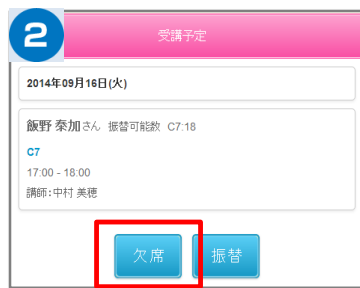 2
受講予定
2014年09月16日(火)
飯野 泰加さん 振替可能数 C7:18
C7
17:00 - 18:00
講師:中村 美穂
欠席 振替